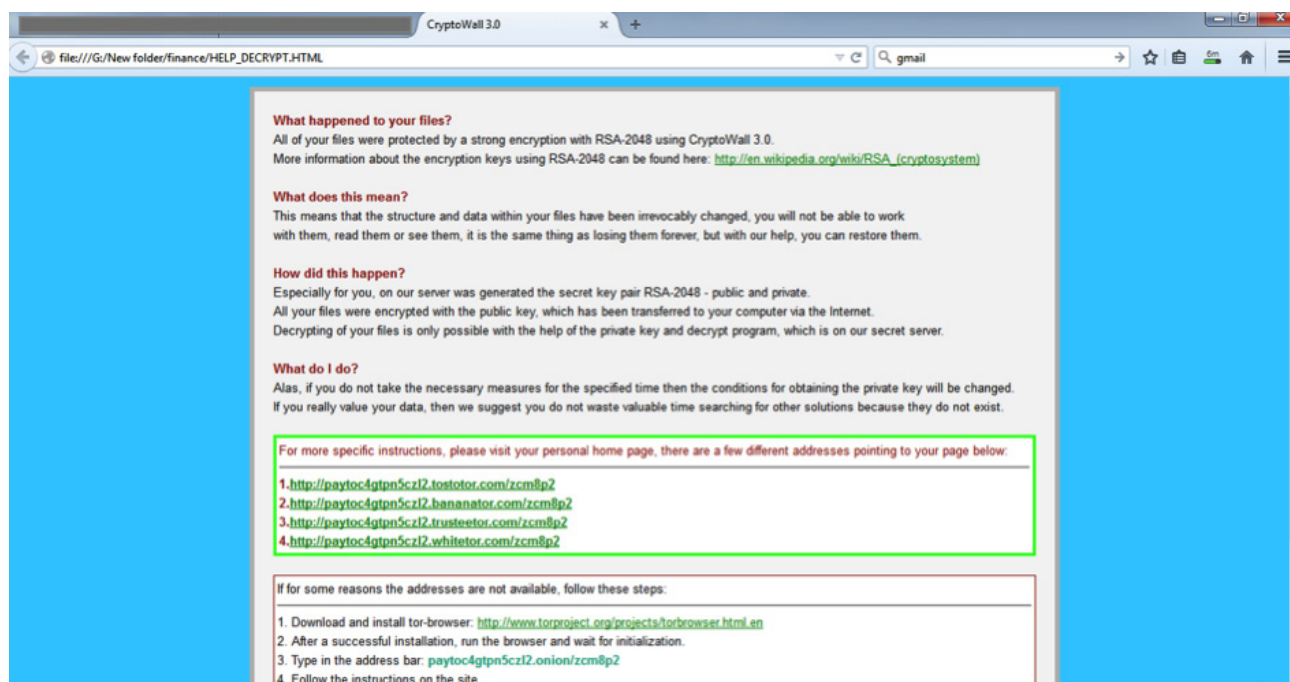 CryptoWall 3.0
file:///G:/New folder/finance/HELP_DECRYPT.HTML
gmail
6m
What happened to your files?
All of your files were protected by a strong encryption with RSA-2048 using CryptoWall 3.0.
More information about the encryption keys using RSA-2048 can be found here: http://en.wikipedia.org/wiki/RSA_(cryptosystem)
What does this mean?
This means that the structure and data within your files have been irrevocably changed, you will not be able to work
with them, read them or see them, it is the same thing as losing them forever, but with our help, you can restore them.
How did this happen?
Especially for you, on our server was generated the secret key pair RSA-2048 - public and private.
All your files were encrypted with the public key, which has been transferred to your computer via the Internet.
Decrypting of your files is only possible with the help of the private key and decrypt program, which is on our secret server.
What do I do?
Alas, if you do not take the necessary measures for the specified time then the conditions for obtaining the private key will be changed.
If you really value your data, then we suggest you do not waste valuable time searching for other solutions because they do not exist.
For more specific instructions, please visit your personal home page, there are a few different addresses pointing to your page below:
1.http://paytoc4gtpn5czl2.tostotor.com/zcm8p2
2.http://paytoc4gtpn5czl2.bananator.com/zcm8p2
3.http://paytoc4gtpn5czl2.trusteetor.com/zcm8p2
4.http://paytoc4gtpn5czl2.whitetor.com/zcm8p2
If for some reasons the addresses are not available, follow these steps:
1. Download and install tor-browser: http://www.torproject.org/projects/torbrowser.html.en
2. After a successful installation, run the browser and wait for initialization.
3. Type in the address bar: paytoc4gtpn5czl2.onion/zcm8p2
4. Follow the instructions on the site.